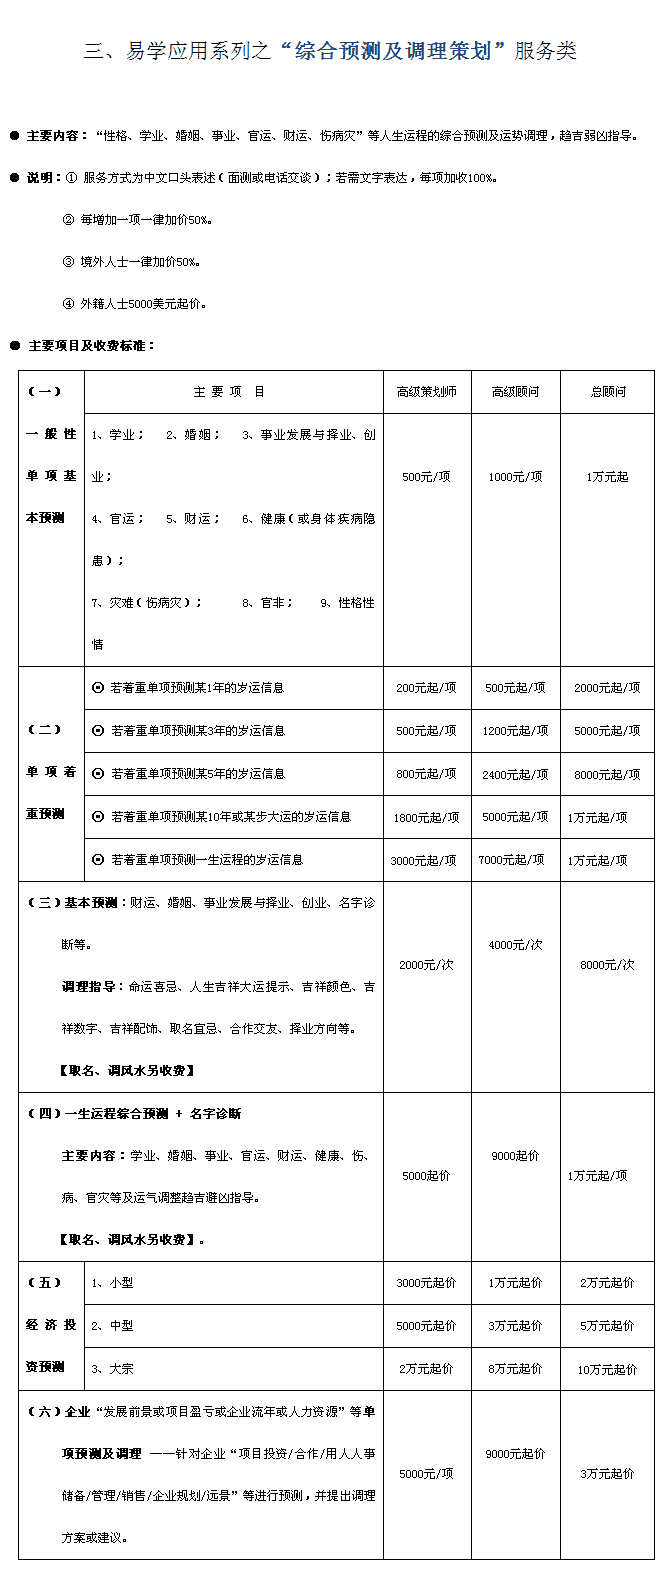 三、易学应用系列之“综合预测及调理策划”服务类
● 主要内容：“性格、学业、婚姻、事业、官运、财运、伤病灾”等人生运程的综合预测及运势调理，趋吉弱凶指导。
● 说明：① 服务方式为中文口头表述（面测或电话交谈）；若需文字表达，每项加收100%。
② 每增加一项一律加价50%。
③ 境外人士一律加价50%。
④ 外籍人士5000美元起价。
● 主要项目及收费标准：
（一） 主 要 项 目 高级策划师 高级顾问 总顾问
一般性 1、学业； 2、婚姻； 3、事业发展与择业、创
单项基 业； 500元/项 1000元/项 1万元起
本预测 4、官运； 5、财运； 6、健康（或身体疾病隐
患）；
7、灾难（伤病灾）； 8、官非； 9、性格性
情
⊙ 若着重单项预测某1年的岁运信息 200元起/项 500元起/项 2000元起/项
（二） ⊙ 若着重单项预测某3年的岁运信息 500元起/项 1200元起/项 5000元起/项
单项着 ⊙ 若着重单项预测某5年的岁运信息 800元起/项 2400元起/项 8000元起/项
重预测 ⊙ 若着重单项预测某10年或某步大运的岁运信息 1800元起/项 5000元起/项 1万元起/项
⊙ 若着重单项预测一生运程的岁运信息 3000元起/项 7000元起/项 1万元起/项
（三）基本预测：财运、婚姻、事业发展与择业、创业、名字诊
断等。 2000元/次 4000元/次 8000元/次
调理指导：命运喜忌、人生吉祥大运提示、吉祥颜色、吉
祥数字、吉祥配饰、取名宜忌、合作交友、择业方向等。
【取名、调风水另收费】
（四）一生运程综合预测 + 名字诊断
主要内容：学业、婚姻、事业、官运、财运、健康、伤、 5000起价 9000起价 1万元起/项
病、官灾等及运气调整趋吉避凶指导。
【取名、调风水另收费】。
（五） 1、小型 3000元起价 1万元起价 2万元起价
经济投 2、中型 5000元起价 3万元起价 5万元起价
资预测 3、大宗 2万元起价 8万元起价 10万元起价
（六）企业“发展前景或项目盈亏或企业流年或人力资源”等单
项预测及调理 ——针对企业“项目投资/合作/用人人事 5000元/项 9000元起价 3万元起价
储备/管理/销售/企业规划/远景”等进行预测，并提出调理
方案或建议。